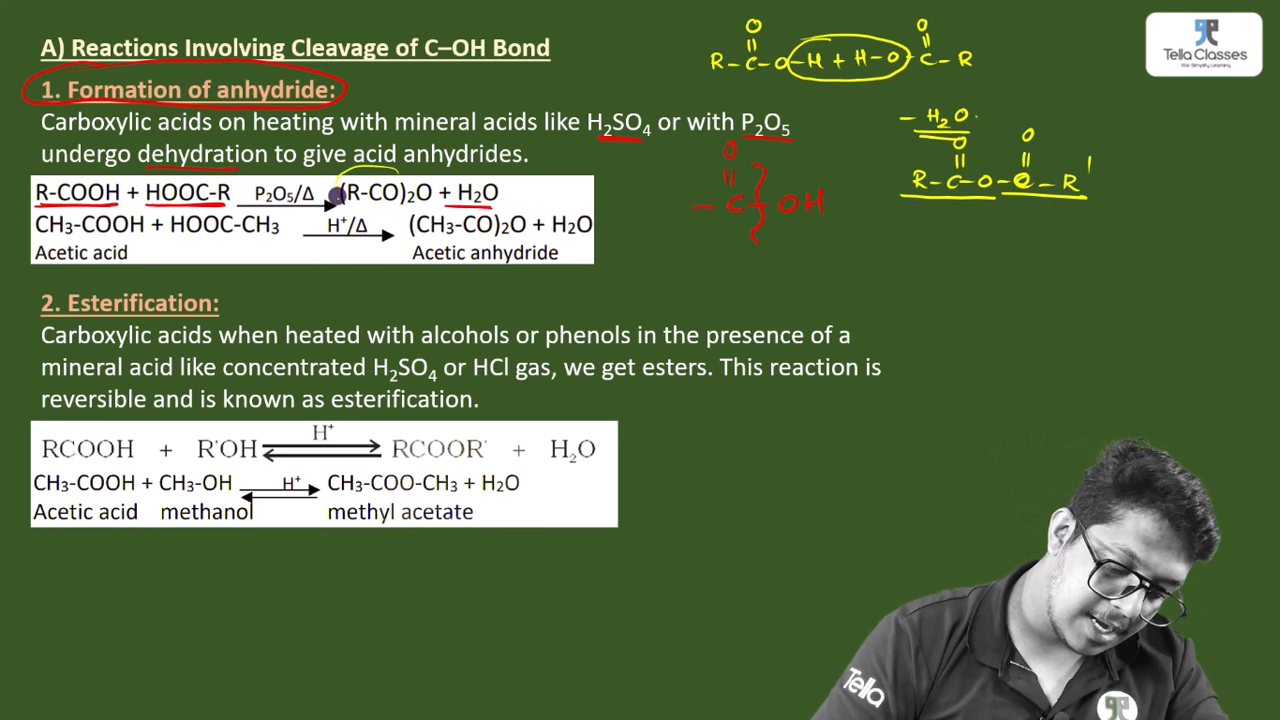 A) Reactions Involving Cleavage of C–OH Bond
1. Formation of anhydride:
Carboxylic acids on heating with mineral acids like H₂SO₄ or with P₂O₅
undergo dehydration to give acid anhydrides.
R-COOH + HOOC-R P₂O₅/Δ (R-CO)₂O + H₂O
CH₃-COOH + HOOC-CH₃ H⁺/Δ (CH₃-CO)₂O + H₂O
Acetic acid Acetic anhydride
2. Esterification:
Carboxylic acids when heated with alcohols or phenols in the presence of a
mineral acid like concentrated H₂SO₄ or HCl gas, we get esters. This reaction is
reversible and is known as esterification.
RCOOH + R'OH H⁺ RCOOR' + H₂O
CH₃-COOH + CH₃-OH H⁺ CH₃-COO-CH₃ + H₂O
Acetic acid methanol methyl acetate
O O
R–C–O–H + H–O–C–R
– H₂O
O O
R–C–O–C–R'
O
–C–OH
Tella Classes
We Simplify Learning
Tella